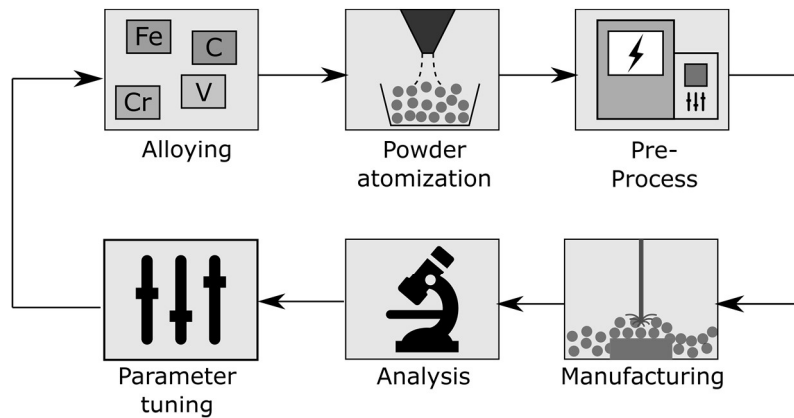 Fe
C
Cr
V
Alloying
Powder
atomization
Pre-
Process
Parameter
tuning
Analysis
Manufacturing